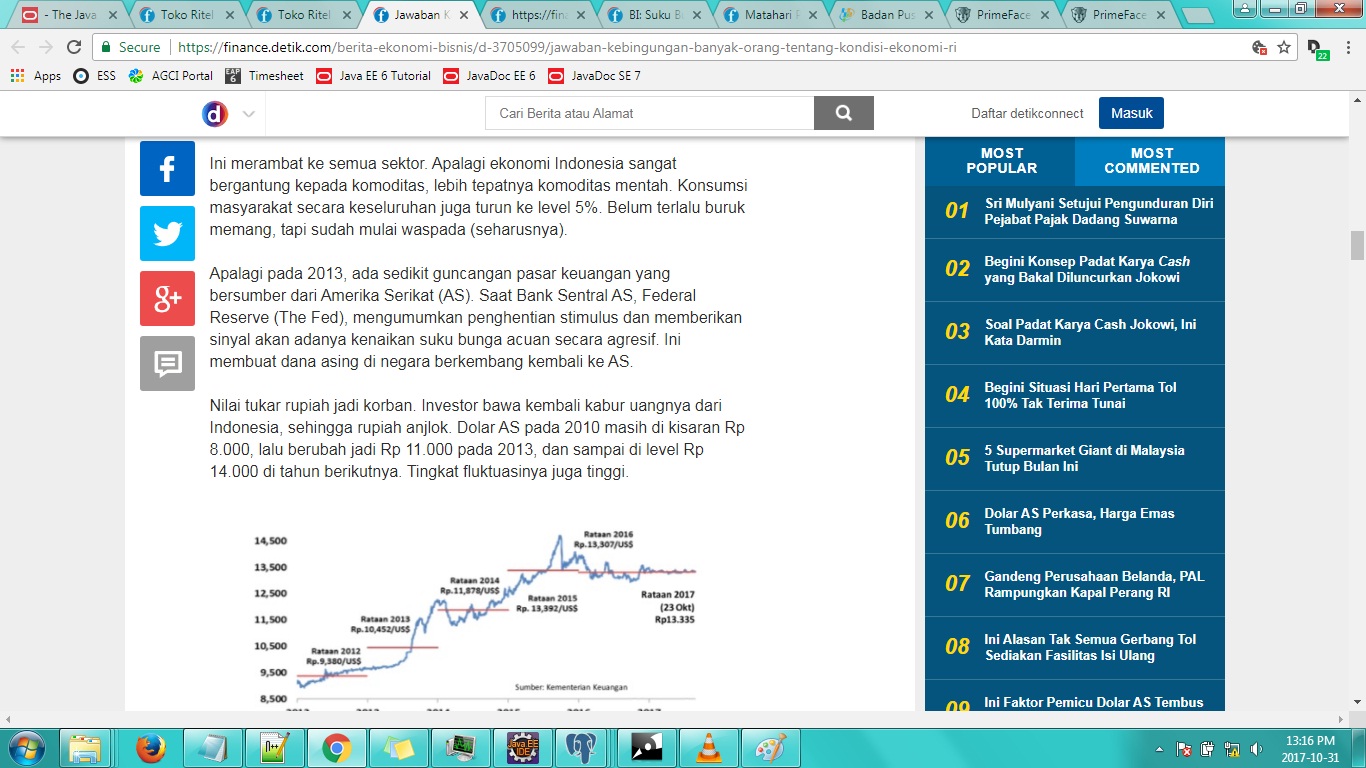 - The Java
Toko Ritel
Toko Ritel
Jawaban K
https://fina
BI: Suku B
Matahari
Badan Pus
PrimeFace
PrimeFace
Secure
https://finance.detik.com/berita-ekonomi-bisnis/d-3705099/jawaban-kebingungan-banyak-orang-tentang-kondisi-ekonomi-ri
22
Apps
ESS
AGCI Portal
EAP 6
Timesheet
Java EE 6 Tutorial
JavaDoc EE 6
JavaDoc SE 7
d
Cari Berita atau Alamat
Daftar detikconnect
Masuk
f
g+
Ini merambat ke semua sektor. Apalagi ekonomi Indonesia sangat
bergantung kepada komoditas, lebih tepatnya komoditas mentah. Konsumsi
masyarakat secara keseluruhan juga turun ke level 5%. Belum terlalu buruk
memang, tapi sudah mulai waspada (seharusnya).
Apalagi pada 2013, ada sedikit guncangan pasar keuangan yang
bersumber dari Amerika Serikat (AS). Saat Bank Sentral AS, Federal
Reserve (The Fed), mengumumkan penghentian stimulus dan memberikan
sinyal akan adanya kenaikan suku bunga acuan secara agresif. Ini
membuat dana asing di negara berkembang kembali ke AS.
Nilai tukar rupiah jadi korban. Investor bawa kembali kabur uangnya dari
Indonesia, sehingga rupiah anjlok. Dolar AS pada 2010 masih di kisaran Rp
8.000, lalu berubah jadi Rp 11.000 pada 2013, dan sampai di level Rp
14.000 di tahun berikutnya. Tingkat fluktuasinya juga tinggi.
14,500
13,500
12,500
11,500
10,500
9,500
8,500
Rataan 2012
Rp.9,380/US$
Rataan 2013
Rp.10,452/US$
Rataan 2014
Rp.11,878/US$
Rataan 2015
Rp. 13,392/US$
Rataan 2016
Rp.13,307/US$
Rataan 2017
(23 Okt)
Rp13.335
Sumber: Kementerian Keuangan
2012
2013
2014
2015
2016
2017
MOST
POPULAR
MOST
COMMENTED
01
Sri Mulyani Setujui Pengunduran Diri
Pejabat Pajak Dadang Suwarna
02
Begini Konsep Padat Karya Cash
yang Bakal Diluncurkan Jokowi
03
Soal Padat Karya Cash Jokowi, Ini
Kata Darmin
04
Begini Situasi Hari Pertama Tol
100% Tak Terima Tunai
05
5 Supermarket Giant di Malaysia
Tutup Bulan Ini
06
Dolar AS Perkasa, Harga Emas
Tumbang
07
Gandeng Perusahaan Belanda, PAL
Rampungkan Kapal Perang RI
08
Ini Alasan Tak Semua Gerbang Tol
Sediakan Fasilitas Isi Ulang
09
Ini Faktor Pemicu Dolar AS Tembus
Java EE
IDE
13:16 PM
2017-10-31